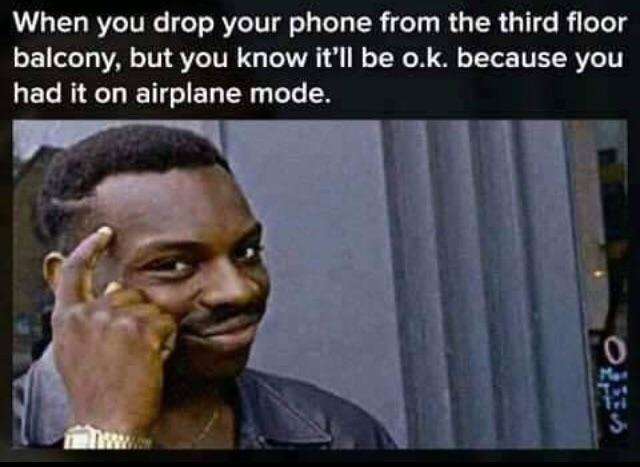 When you drop your phone from the third floor
balcony, but you know it'll be o.k. because you
had it on airplane mode.
O